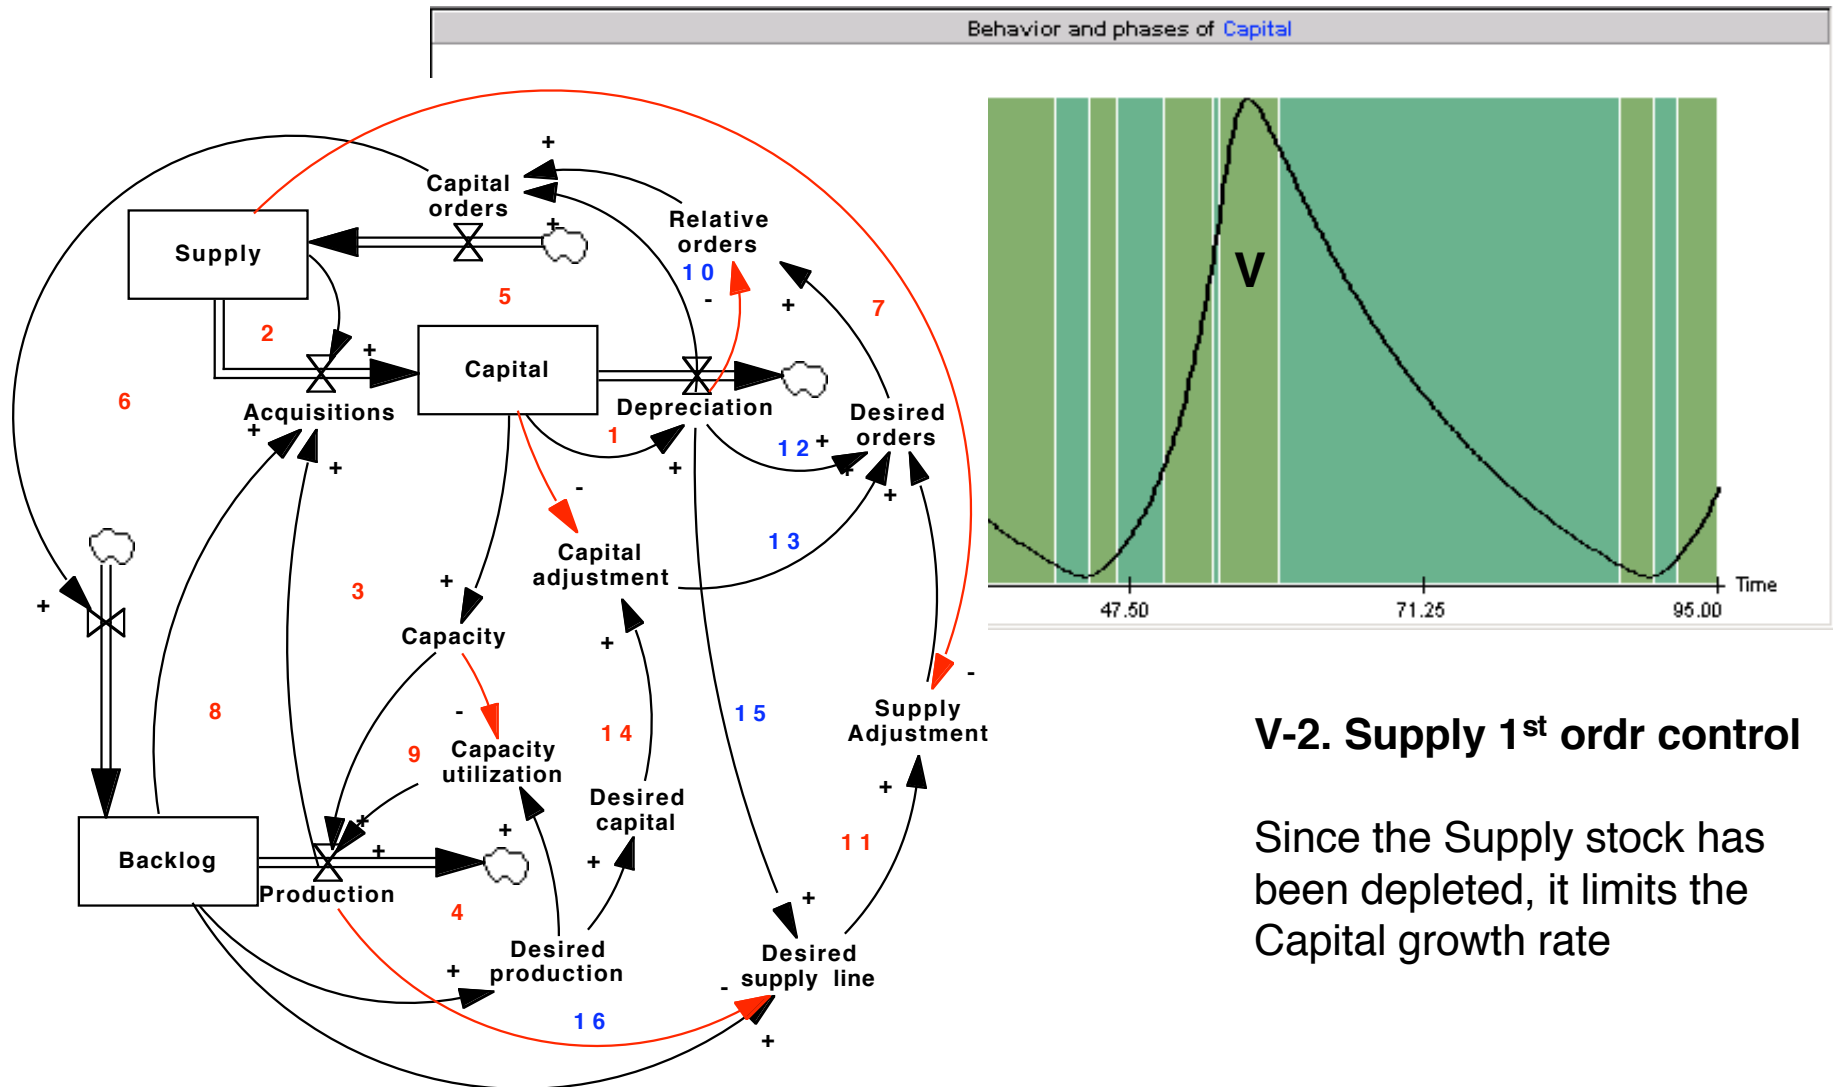 Behavior and phases of Capital
+
Capital
orders
+
Relative
orders
Supply
10
-
+
5
7
2
+
V
Capital
6
Acquisitions
+
+
1
Depreciation
+
12
+
+
Desired
orders
+
-
13
Capital
adjustment
Time
47.50
71.25
95.00
+
3
+
Capacity
+
-
8
-
15
14
Supply
Adjustment
Capacity
utilization
9
+
Desired
capital
V-2. Supply 1st ordr control
+
+
+
+
11
Since the Supply stock has
been depleted, it limits the
Capital growth rate
Backlog
Production
4
+
Desired
production
+
Desired
supply line
-
16
+